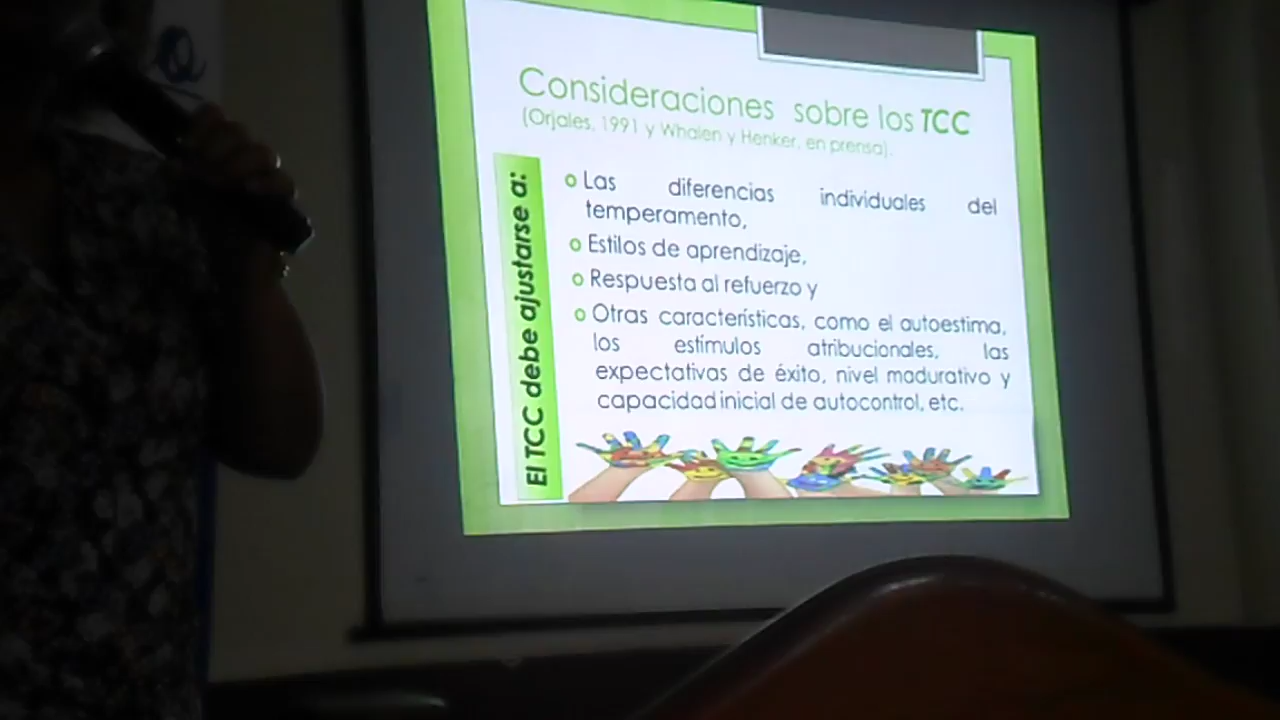 Consideraciones sobre los TCC
(Orjales, 1991 y Whalen y Henker, en prensa).
El TCC debe ajustarse a:
Las diferencias individuales del
temperamento,
Estilos de aprendizaje,
Respuesta al refuerzo y
Otras características, como el autoestima,
los estímulos atribucionales, las
expectativas de éxito, nivel madurativo y
capacidad inicial de autocontrol, etc.